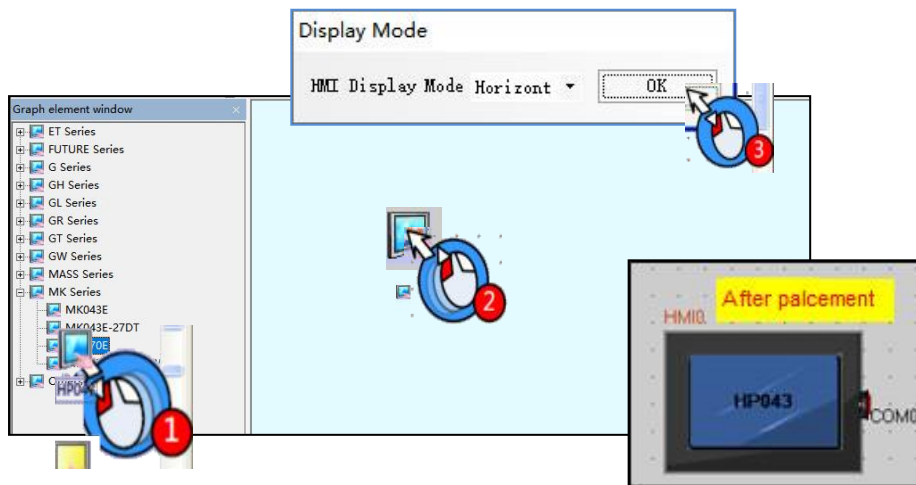 Display Mode
HMI Display Mode Horizont OK
3
Graph element window
ET Series
FUTURE Series
G Series
GH Series
GL Series
GR Series
GT Series
GW Series
MASS Series
MK Series
MK043E
MK043E-27DT
70E
HP04
1
2
After palcement
HMI0
HP043
COM0